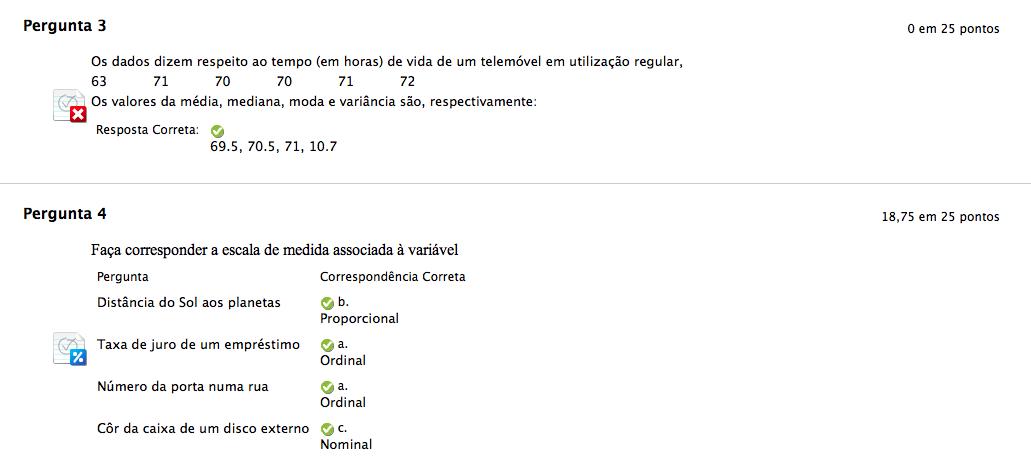 Pergunta 3
0 em 25 pontos
Os dados dizem respeito ao tempo (em horas) de vida de um telemóvel em utilização regular,
63 71 70 70 71 72
Os valores da média, mediana, moda e variância são, respectivamente:
Resposta Correta:
69.5, 70.5, 71, 10.7
Pergunta 4
18,75 em 25 pontos
Faça corresponder a escala de medida associada à variável
Pergunta Correspondência Correta
Distância do Sol aos planetas b.
Proporcional
Taxa de juro de um empréstimo a.
Ordinal
Número da porta numa rua a.
Ordinal
Côr da caixa de um disco externo c.
Nominal